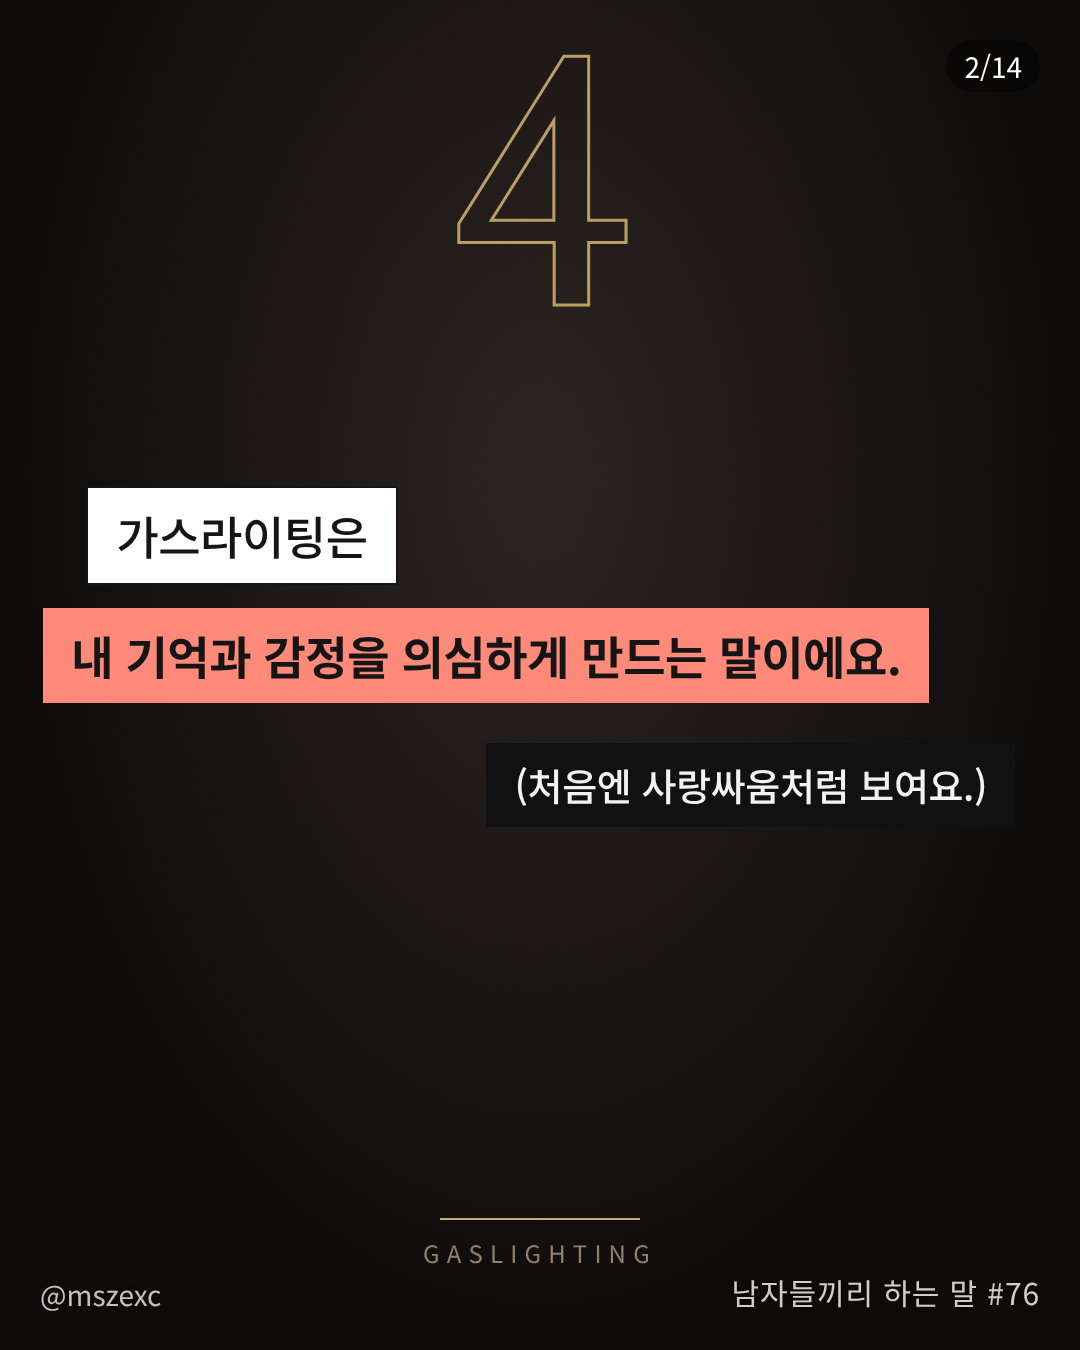 2/14
4
가스라이팅은
내 기억과 감정을 의심하게 만드는 말이에요.
(처음엔 사랑싸움처럼 보여요.)
GASLIGHTING
@mszexc
남자들끼리 하는 말 #76